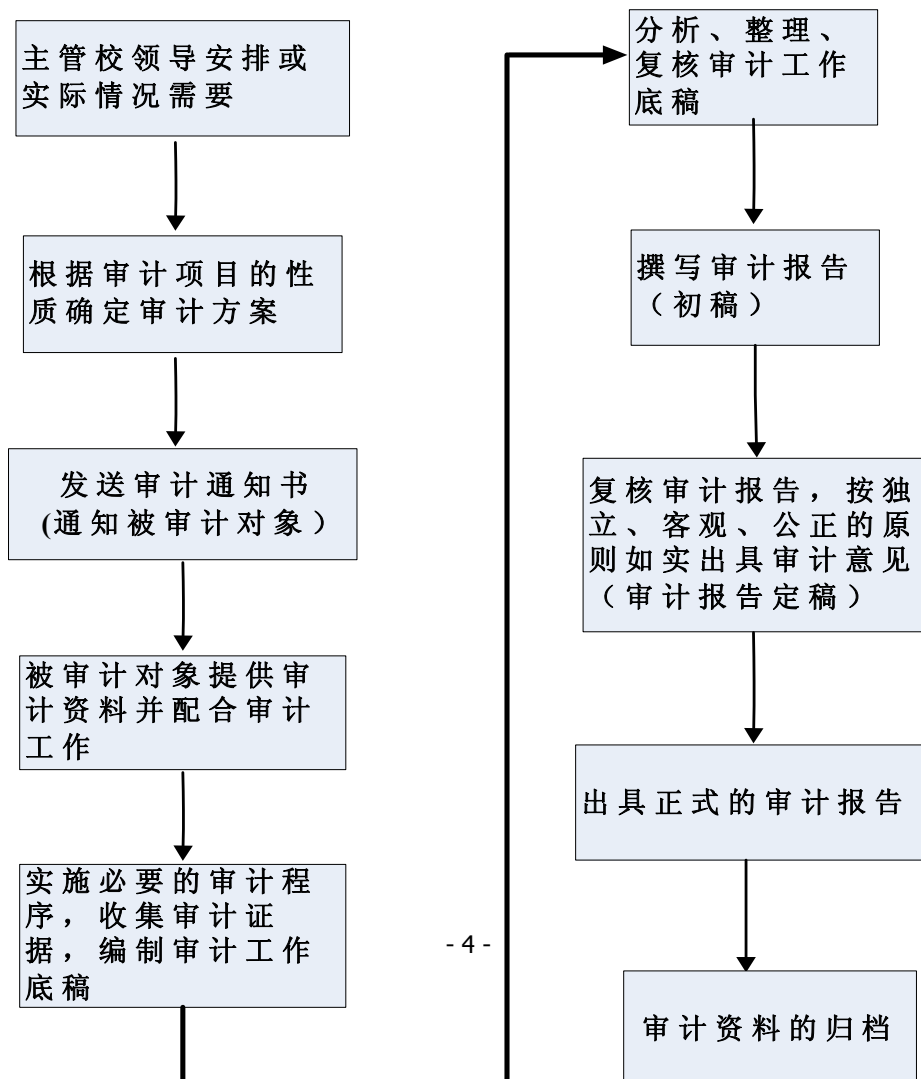 主管校领导安排或
实际情况需要
根据审计项目的性
质确定审计方案
发送审计通知书
(通知被审计对象）
被审计对象提供审
计资料并配合审计
工作
实施必要的审计程
序，收集审计证
据，编制审计工作
底稿
分析、整理、
复核审计工作
底稿
撰写审计报告
（初稿）
复核审计报告，按独
立、客观、公正的原
则如实出具审计意见
（审计报告定稿）
出具正式的审计报告
审计资料的归档
- 4 -